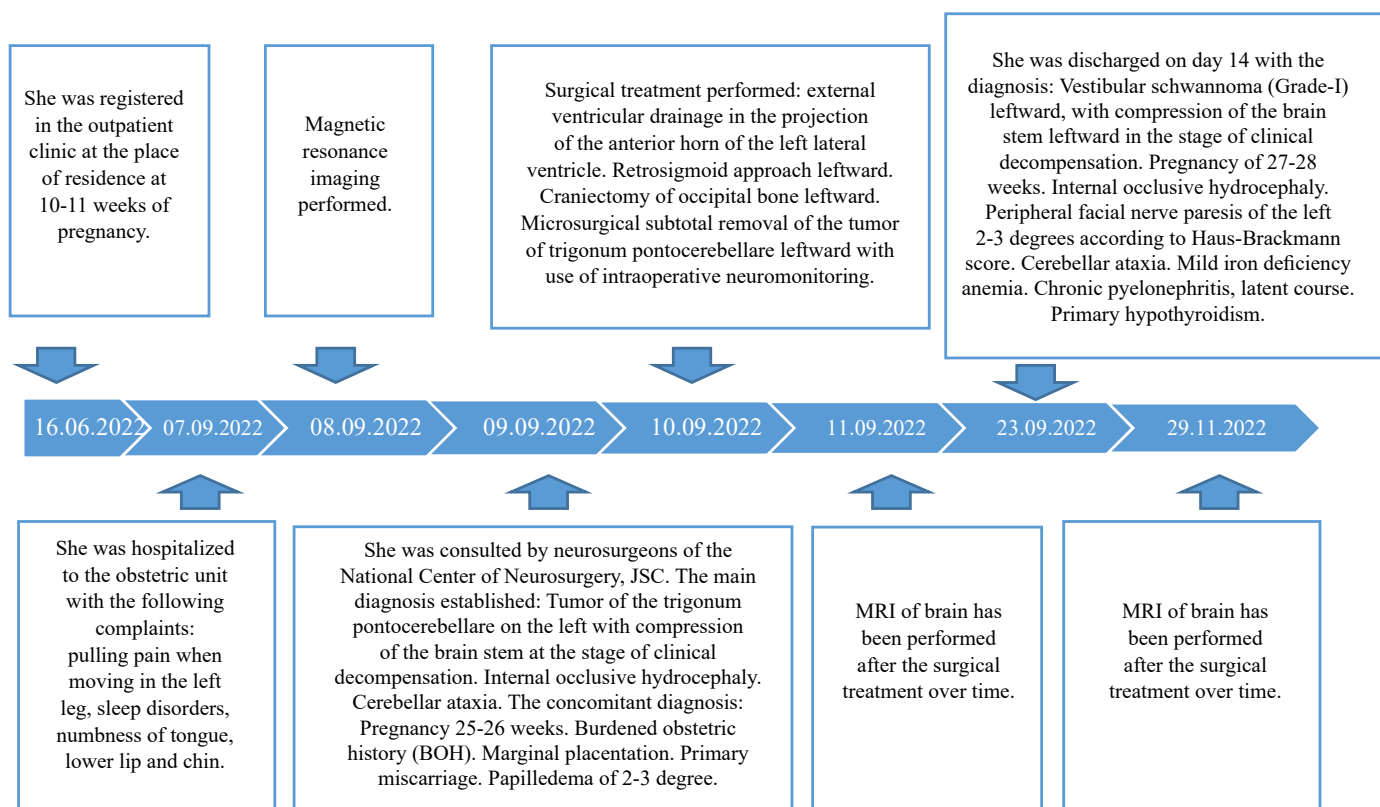 She was registered
in the outpatient
clinic at the place
of residence at
10-11 weeks of
pregnancy.
Magnetic
resonance
imaging
performed.
Surgical treatment performed: external
ventricular drainage in the projection
of the anterior horn of the left lateral
ventricle. Retrosigmoid approach leftward.
Craniectomy of occipital bone leftward.
Microsurgical subtotal removal of the tumor
of trigonum pontocerebellare leftward with
use of intraoperative neuromonitoring.
She was discharged on day 14 with the
diagnosis: Vestibular schwannoma (Grade-I)
leftward, with compression of the brain
stem leftward in the stage of clinical
decompensation. Pregnancy of 27-28
weeks. Internal occlusive hydrocephaly.
Peripheral facial nerve paresis of the left
2-3 degrees according to Haus-Brackmann
score. Cerebellar ataxia. Mild iron deficiency
anemia. Chronic pyelonephritis, latent course.
Primary hypothyroidism.
16.06.2022 07.09.2022 08.09.2022 09.09.2022 10.09.2022 11.09.2022 23.09.2022 29.11.2022
She was hospitalized
to the obstetric unit
with the following
complaints:
pulling pain when
moving in the left
leg, sleep disorders,
numbness of tongue,
lower lip and chin.
She was consulted by neurosurgeons of the
National Center of Neurosurgery, JSC. The main
diagnosis established: Tumor of the trigonum
pontocerebellare on the left with compression
of the brain stem at the stage of clinical
decompensation. Internal occlusive hydrocephaly.
Cerebellar ataxia. The concomitant diagnosis:
Pregnancy 25-26 weeks. Burdened obstetric
history (BOH). Marginal placentation. Primary
miscarriage. Papilledema of 2-3 degree.
MRI of brain has
been performed
after the surgical
treatment over time.
MRI of brain has
been performed
after the surgical
treatment over time.